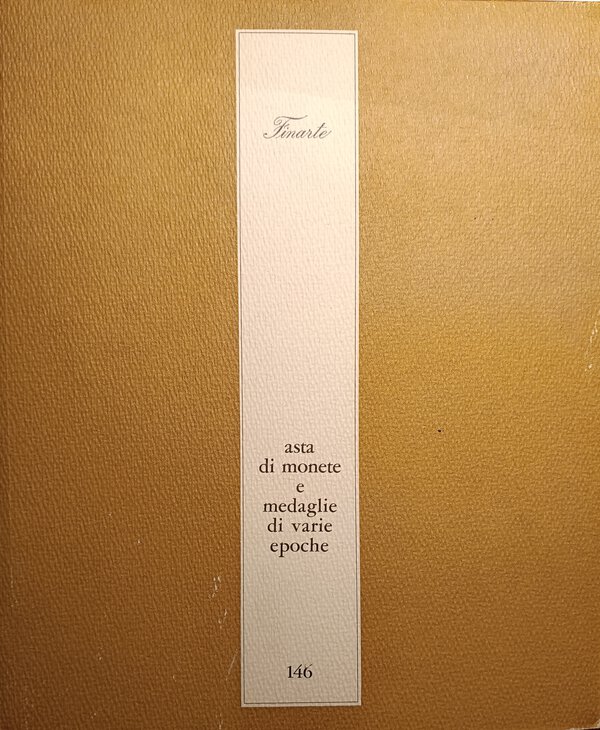 Finarte
asta
di monete
e
medaglie
di varie
epoche
146